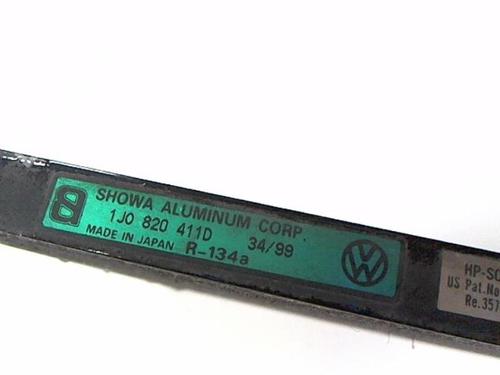 SHOWA ALUMINUM CORP.
1J0 820 411D 34/99
MADE IN JAPAN R-134a
VW
HP-SC
US Pat.No
Re.357